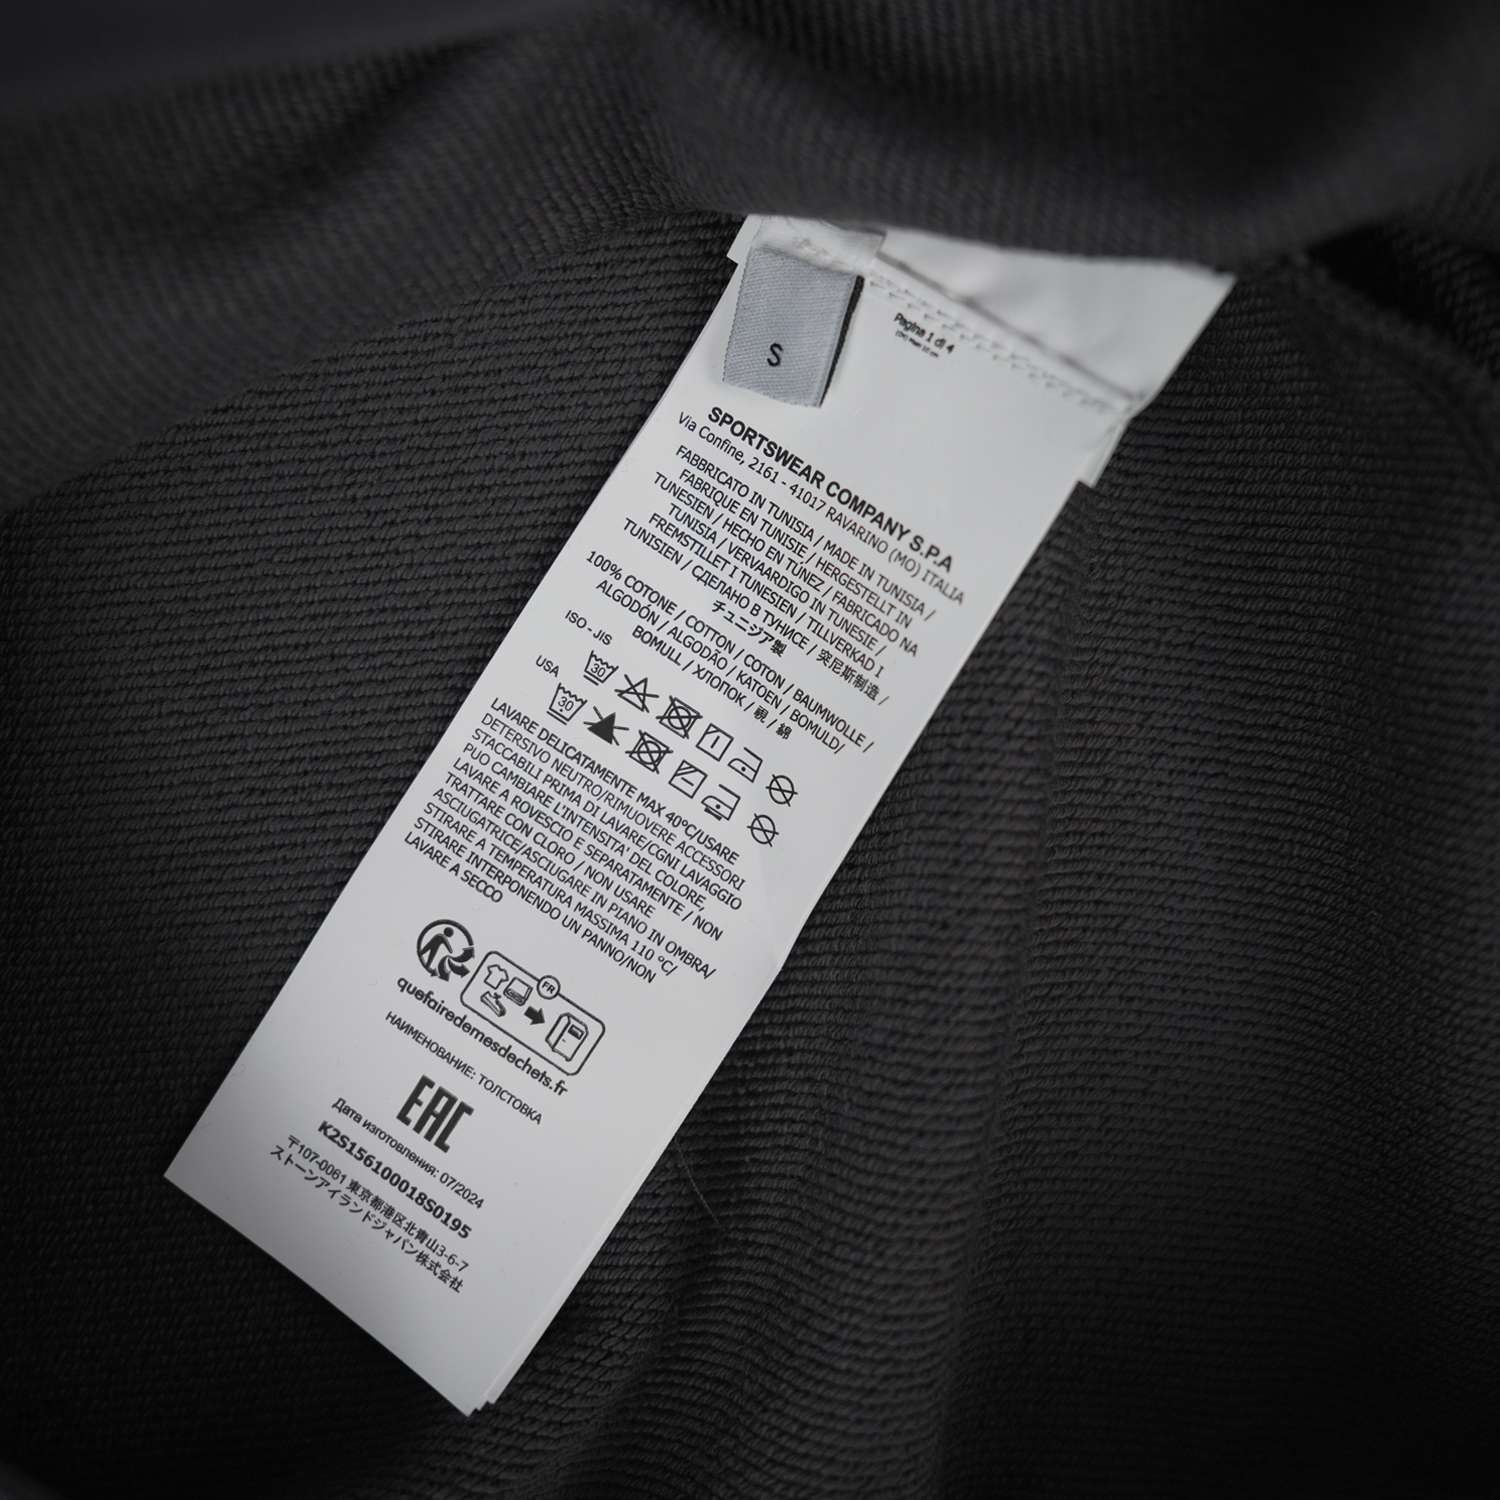 S
Pagina 1 di 4
SPORTSWEAR COMPANY S.P.A
Via Confine, 2161 - 41017 RAVARINO (MO) ITALIA
FABBRICATO IN TUNISIA / MADE IN TUNISIA /
FABRIQUE EN TUNISIE / HERGESTELLT IN
TUNESIEN / HECHO EN TÚNEZ / FABRICADO NA
TUNISIA / VERVAARDIGO IN TUNESIE /
FREMSTILLET I TUNESIEN / TILLVERKAD I
TUNISIEN / СДЕЛАНО В ТУНИСЕ / 突尼斯制造 /
チュニジア製
100% COTONE / COTTON / COTON / BAUMWOLLE /
ALGODÓN / ALGODÃO / KATOEN / BOMULD/
BOMULL / ХЛОПОК / 視 / 綿
ISO - JIS
30
USA
30
LAVARE DELICATAMENTE MAX 40°C/USARE
DETERSIVO NEUTRO/RIMUOVERE ACCESSORI
STACCABILI PRIMA DI LAVARE/CGNI LAVAGGIO
PUO CAMBIARE L'INTENSITA' DEL COLORE,
LAVARE A ROVESCIO E SEPARATAMENTE / NON
TRATTARE CON CLORO / NON USARE
ASCIUGATRICE/ASCIUGARE IN PIANO IN OMBRA/
STIRARE A TEMPERATURA MASSIMA 110 °C/
STIRARE INTERPONENDO UN PANNO/NON
LAVARE A SECCO
FR
quefairedemesdechets.fr
НАИМЕНОВАНИЕ: ТОЛСТОВКА
EAC
Дата изготовления: 07/2024
K2S156100018S0195
〒107-0061 東京都港区北青山3-6-7
ストーンアイランドジャパン株式会社